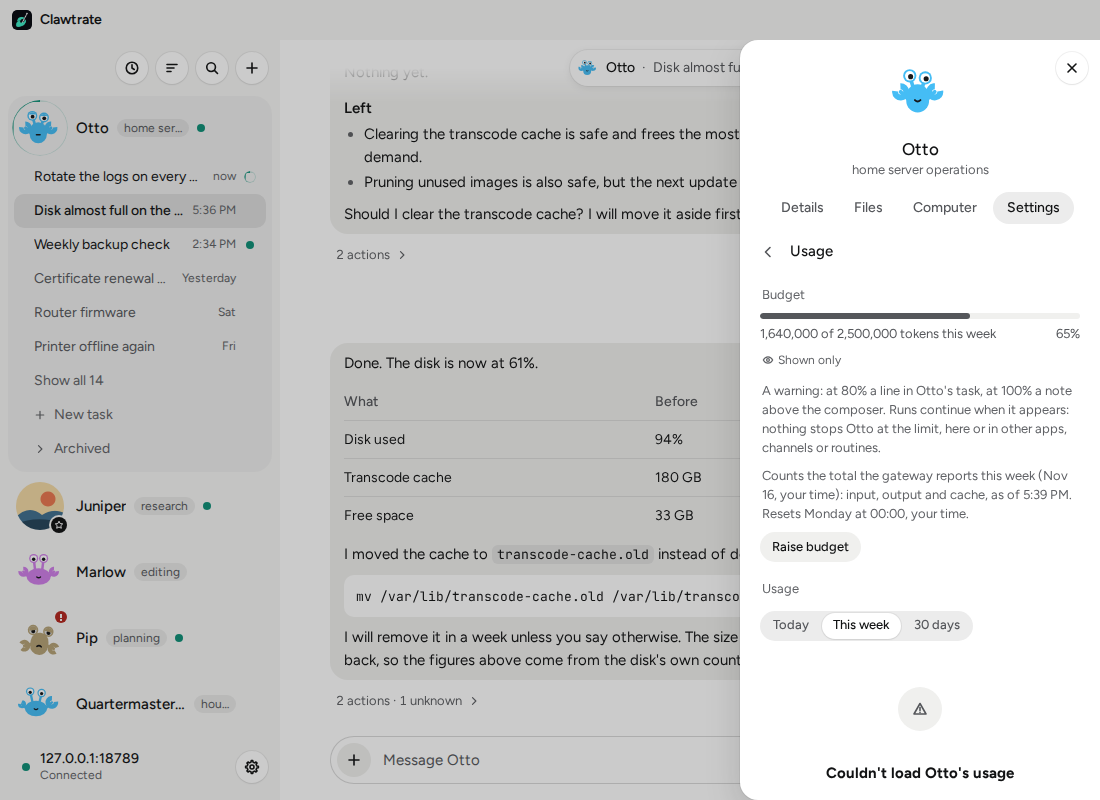 Clawtrate
Otto
home ser...
Rotate the logs on every ...
now
Disk almost full on the ...
5:36 PM
Weekly backup check
2:34 PM
Certificate renewal ...
Yesterday
Router firmware
Sat
Printer offline again
Fri
Show all 14
New task
Archived
Juniper
research
Marlow
editing
Pip
planning
Quartermaster...
hou...
127.0.0.1:18789
Connected
Nothing yet.
Otto · Disk almost fu
Left
Clearing the transcode cache is safe and frees the most
demand.
Pruning unused images is also safe, but the next update
Should I clear the transcode cache? I will move it aside first
2 actions
Done. The disk is now at 61%.
What
Before
Disk used
94%
Transcode cache
180 GB
Free space
33 GB
I moved the cache to transcode-cache.old instead of d
mv /var/lib/transcode-cache.old /var/lib/transco
I will remove it in a week unless you say otherwise. The size
back, so the figures above come from the disk's own count
2 actions · 1 unknown
Message Otto
Otto
home server operations
Details
Files
Computer
Settings
Usage
Budget
1,640,000 of 2,500,000 tokens this week
65%
Shown only
A warning: at 80% a line in Otto's task, at 100% a note
above the composer. Runs continue when it appears:
nothing stops Otto at the limit, here or in other apps,
channels or routines.
Counts the total the gateway reports this week (Nov
16, your time): input, output and cache, as of 5:39 PM.
Resets Monday at 00:00, your time.
Raise budget
Usage
Today
This week
30 days
Couldn't load Otto's usage